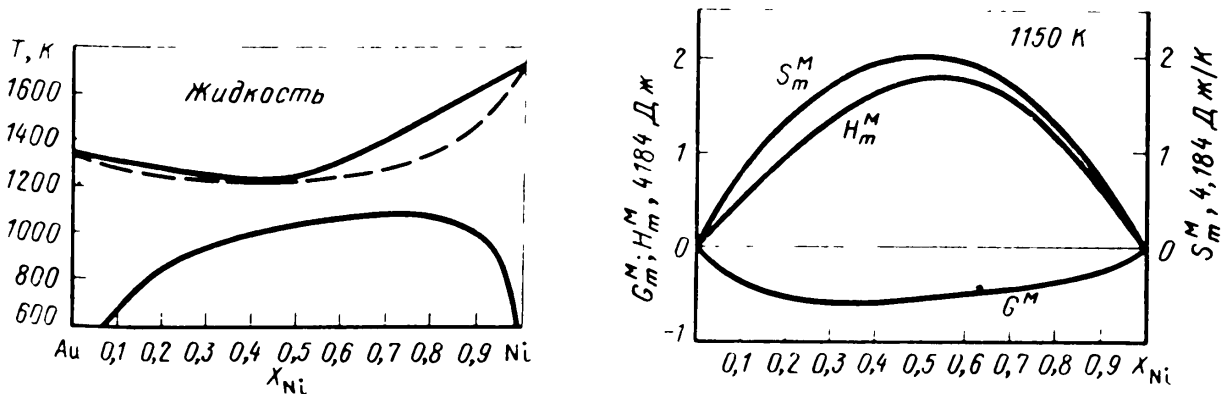 T, K
1600
1400
1200
1000
800
600
Жидкость
Au 0,1 0,2 0,3 0,4 0,5 0,6 0,7 0,8 0,9 Ni
X_Ni
G_m^M; H_m^M, 4184 Дж
2
1
0
-1
1150 K
S_m^M
H_m^M
G^M
2
1
0
S_m^M, 4,184 Дж/К
0,1 0,2 0,3 0,4 0,5 0,6 0,7 0,8 0,9 X_Ni